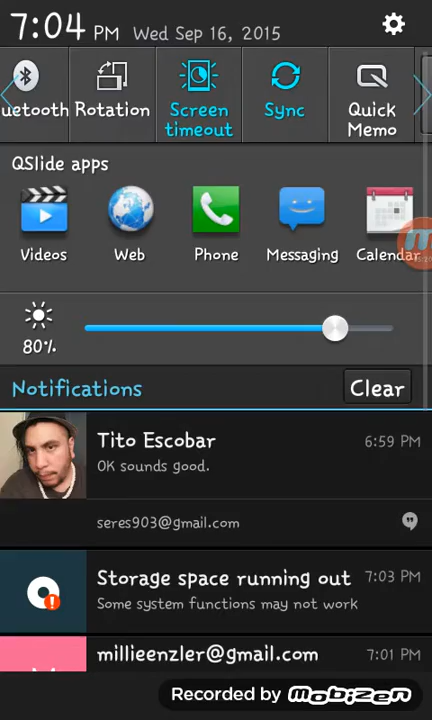 7:04 PM Wed Sep 16, 2015
uetooth Rotation Screen timeout Sync Quick Memo
QSlide apps
Videos Web Phone Messaging Calendar
80%
Notifications Clear
Tito Escobar 6:59 PM
OK sounds good.
seres903@gmail.com
Storage space running out 7:03 PM
Some system functions may not work
millieenzler@gmail.com 7:01 PM
Recorded by mobizen